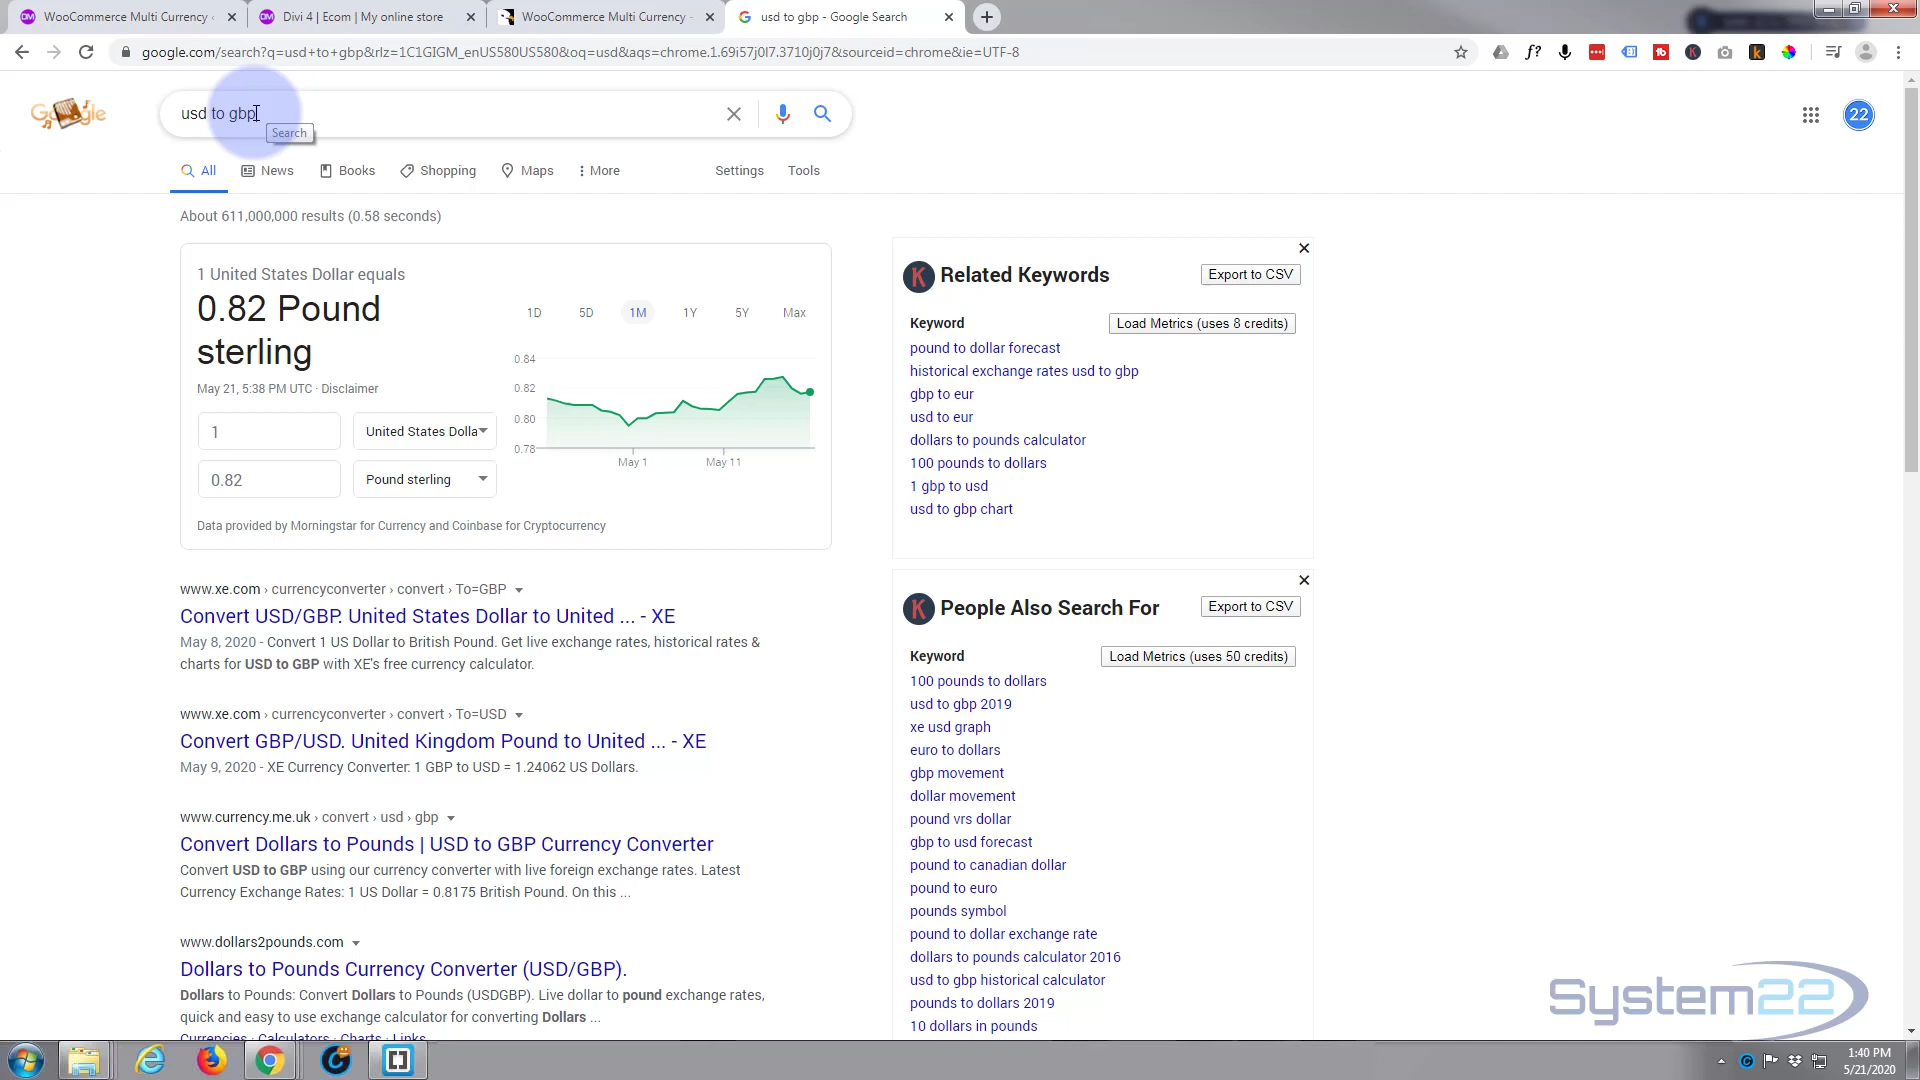 WooCommerce Multi Currency
Divi 4 | Ecom | My online store
WooCommerce Multi Currency -
usd to gbp - Google Search
google.com/search?q=usd+to+gbp&rlz=1C1GIGM_enUS580US580&oq=usd&aqs=chrome.1.69i57j0l7.3710j0j7&sourceid=chrome&ie=UTF-8
Google
usd to gbp
Search
22
All
News
Books
Shopping
Maps
More
Settings
Tools
About 611,000,000 results (0.58 seconds)
1 United States Dollar equals
0.82 Pound
sterling
May 21, 5:38 PM UTC · Disclaimer
1
United States Dolla
0.82
Pound sterling
1D
5D
1M
1Y
5Y
Max
0.84
0.82
0.80
0.78
May 1
May 11
Data provided by Morningstar for Currency and Coinbase for Cryptocurrency
www.xe.com › currencyconverter › convert › To=GBP
Convert USD/GBP. United States Dollar to United ... - XE
May 8, 2020 - Convert 1 US Dollar to British Pound. Get live exchange rates, historical rates &
charts for USD to GBP with XE's free currency calculator.
www.xe.com › currencyconverter › convert › To=USD
Convert GBP/USD. United Kingdom Pound to United ... - XE
May 9, 2020 - XE Currency Converter: 1 GBP to USD = 1.24062 US Dollars.
www.currency.me.uk › convert › usd › gbp
Convert Dollars to Pounds | USD to GBP Currency Converter
Convert USD to GBP using our currency converter with live foreign exchange rates. Latest
Currency Exchange Rates: 1 US Dollar = 0.8175 British Pound. On this ...
www.dollars2pounds.com
Dollars to Pounds Currency Converter (USD/GBP).
Dollars to Pounds: Convert Dollars to Pounds (USDGBP). Live dollar to pound exchange rates,
quick and easy to use exchange calculator for converting Dollars ...
Currencies · Calculators · Charts · Links
K
Related Keywords
Export to CSV
Keyword
Load Metrics (uses 8 credits)
pound to dollar forecast
historical exchange rates usd to gbp
gbp to eur
usd to eur
dollars to pounds calculator
100 pounds to dollars
1 gbp to usd
usd to gbp chart
K
People Also Search For
Export to CSV
Keyword
Load Metrics (uses 50 credits)
100 pounds to dollars
usd to gbp 2019
xe usd graph
euro to dollars
gbp movement
dollar movement
pound vrs dollar
gbp to usd forecast
pound to canadian dollar
pound to euro
pounds symbol
pound to dollar exchange rate
dollars to pounds calculator 2016
usd to gbp historical calculator
pounds to dollars 2019
10 dollars in pounds
System22
1:40 PM
5/21/2020